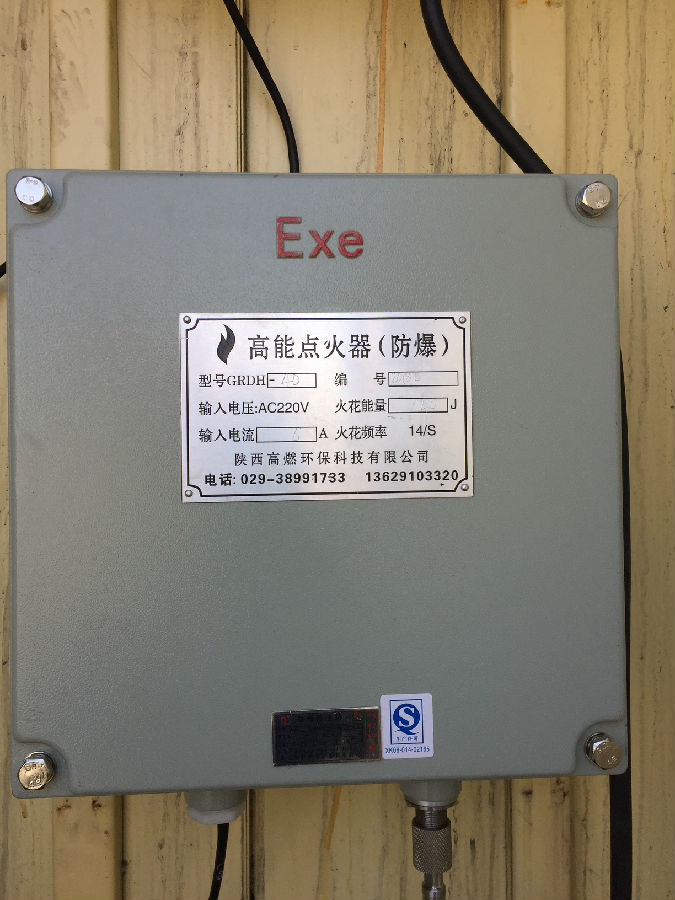 Exe
高能点火器(防爆)
型号GRDH- 编 号
输入电压:AC220V 火花能量 J
输入电流 A 火花频率 14/S
陕西高燃环保科技有限公司
电话: 029-38991733 13629103320